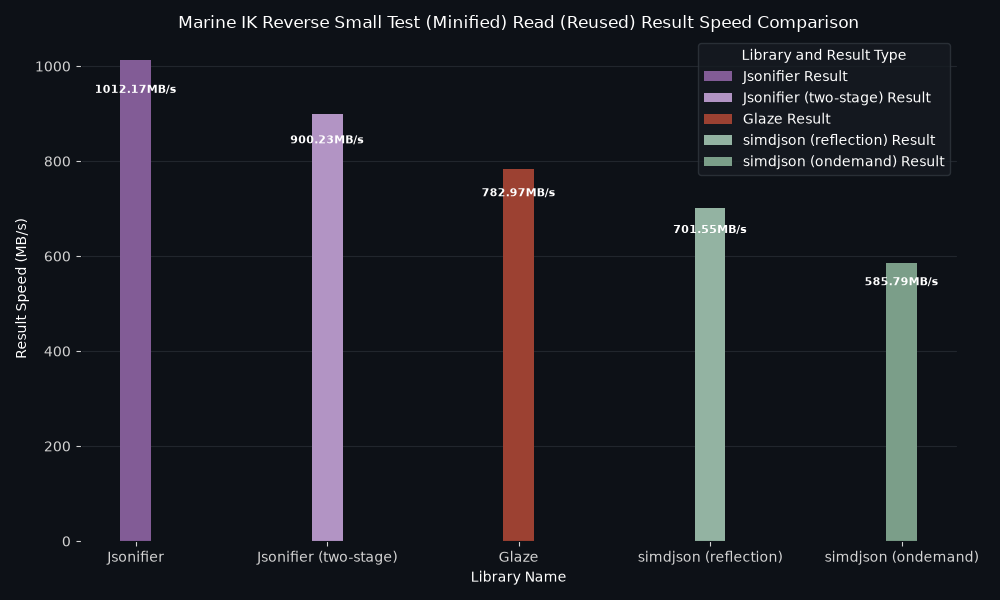 Marine IK Reverse Small Test (Minified) Read (Reused) Result Speed Comparison
Library and Result Type
Jsonifier Result
Jsonifier (two-stage) Result
Glaze Result
simdjson (reflection) Result
simdjson (ondemand) Result
Result Speed (MB/s)
1000
800
600
400
200
0
1012.17MB/s
900.23MB/s
782.97MB/s
701.55MB/s
585.79MB/s
Jsonifier
Jsonifier (two-stage)
Glaze
simdjson (reflection)
simdjson (ondemand)
Library Name